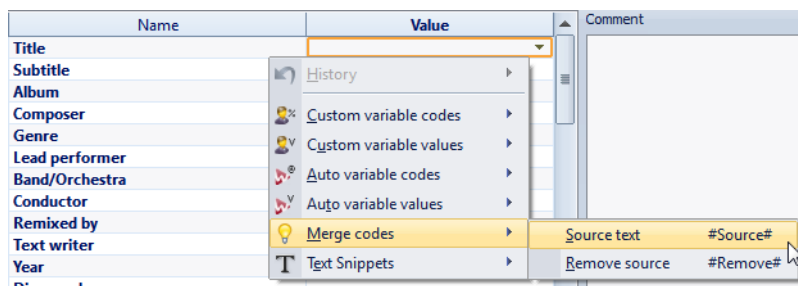 Name Value Comment
Title
Subtitle
Album
Composer
Genre
Lead performer
Band/Orchestra
Conductor
Remixed by
Text writer
Year
History
Custom variable codes
Custom variable values
Auto variable codes
Auto variable values
Merge codes
Text Snippets
Source text #Source#
Remove source #Remove#